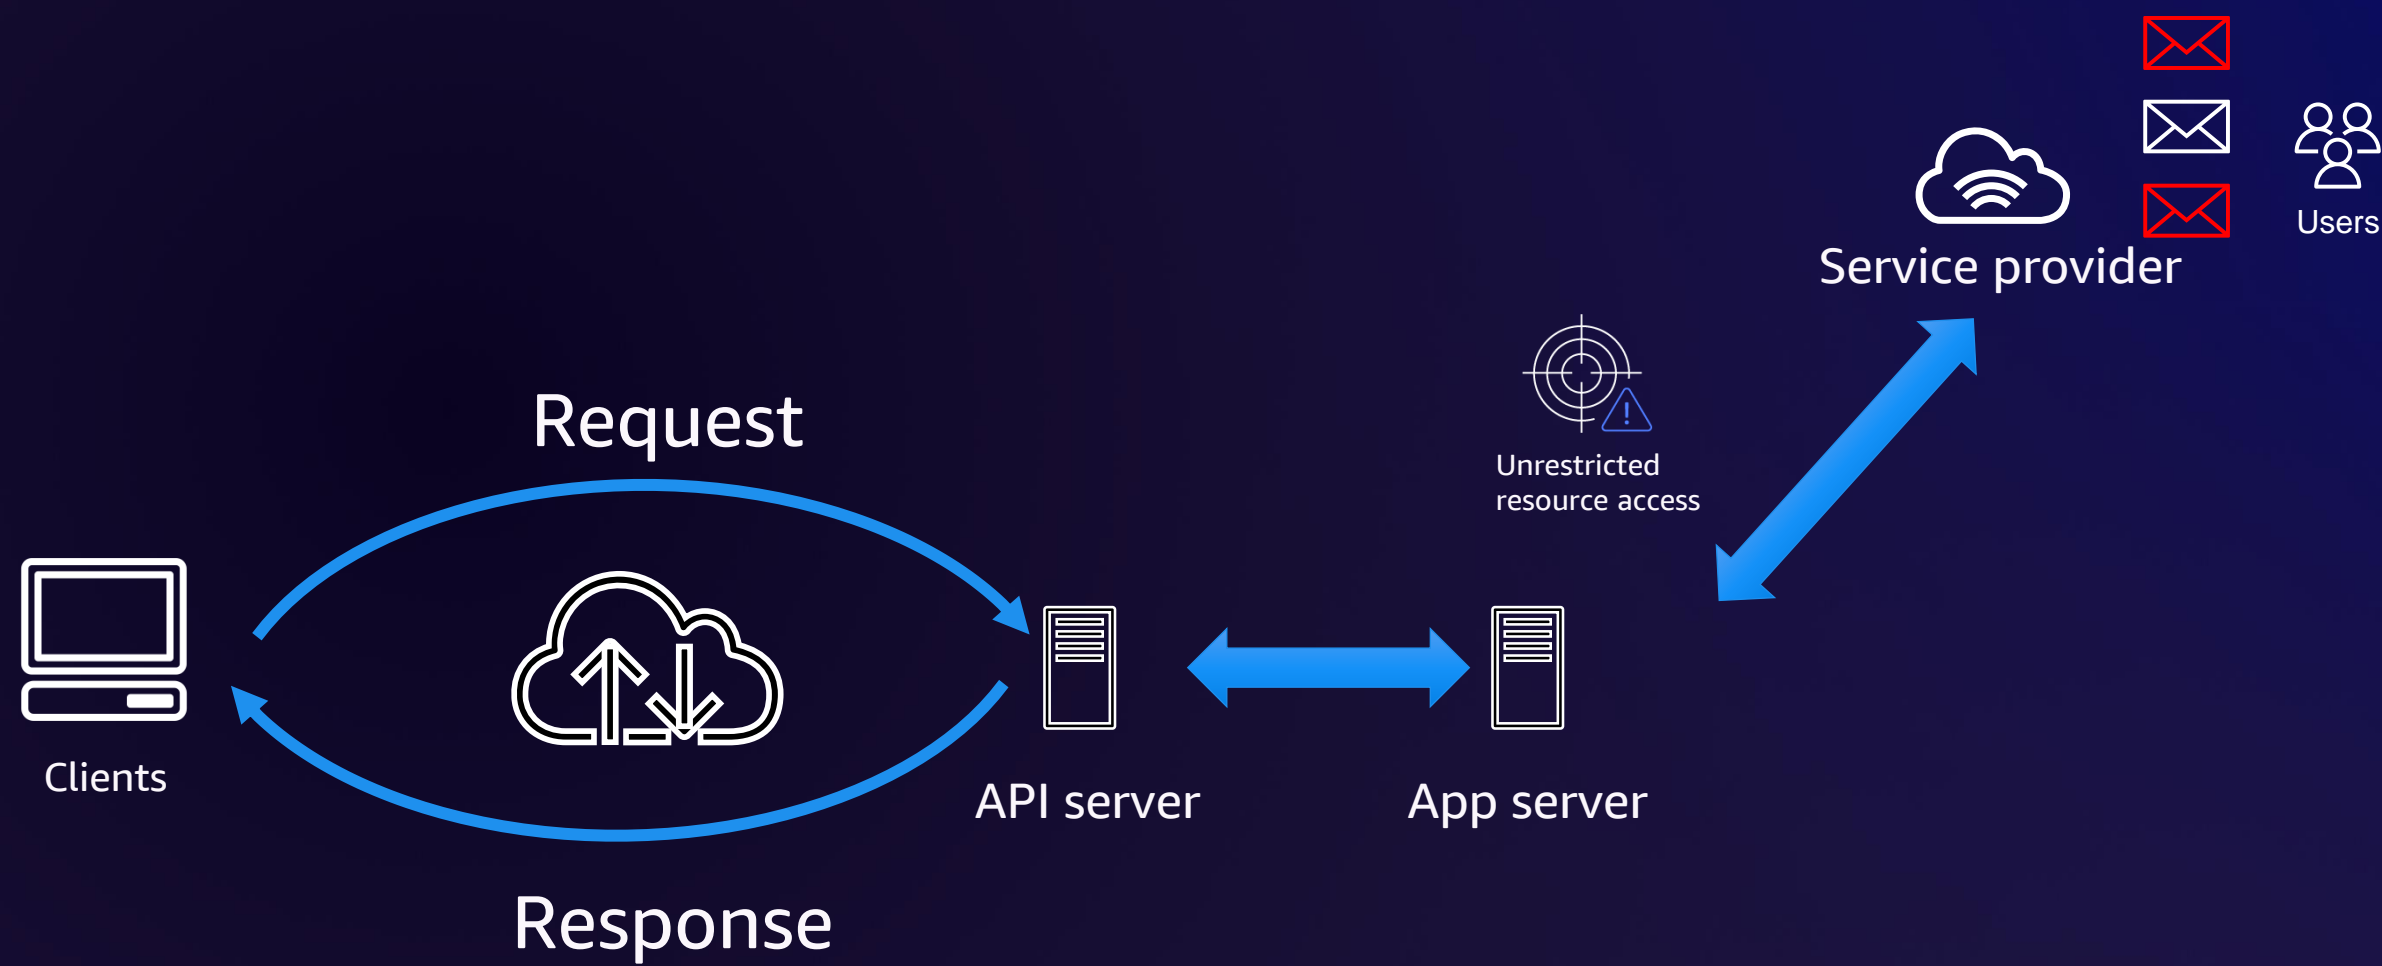 Users
Service provider
Request
Unrestricted
resource access
Clients
API server
App server
Response